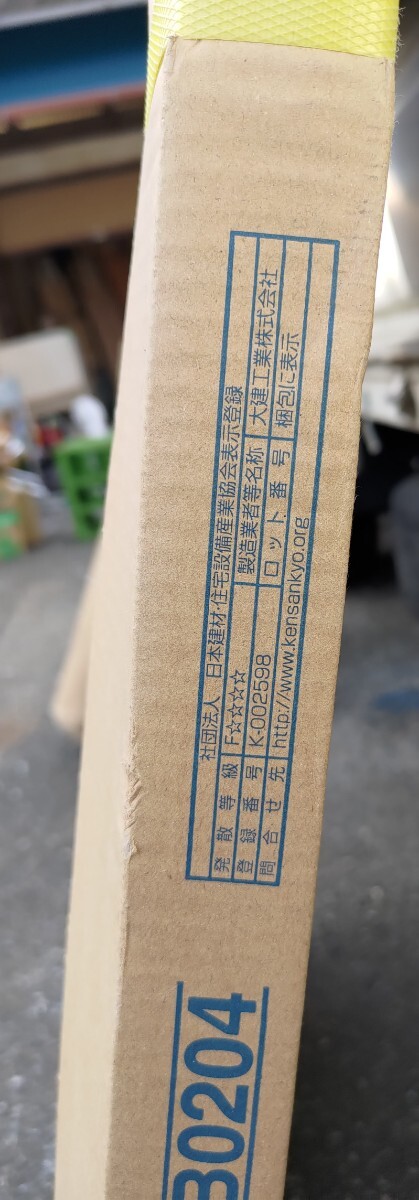 社団法人 日本建材・住宅設備産業協会表示登録
発散等級 F☆☆☆☆ 製造業者等名称 大建工業株式会社
登録番号 K-002598 ロット番号 梱包に表示
問合せ先 http://www.kensankyo.org
B0204